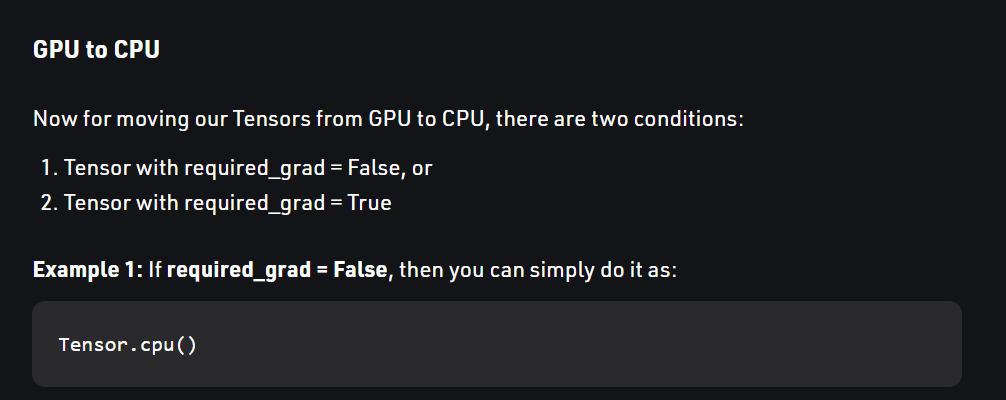 GPU to CPU
Now for moving our Tensors from GPU to CPU, there are two conditions:
1. Tensor with required_grad = False, or
2. Tensor with required_grad = True
Example 1: If required_grad = False, then you can simply do it as:
Tensor.cpu()